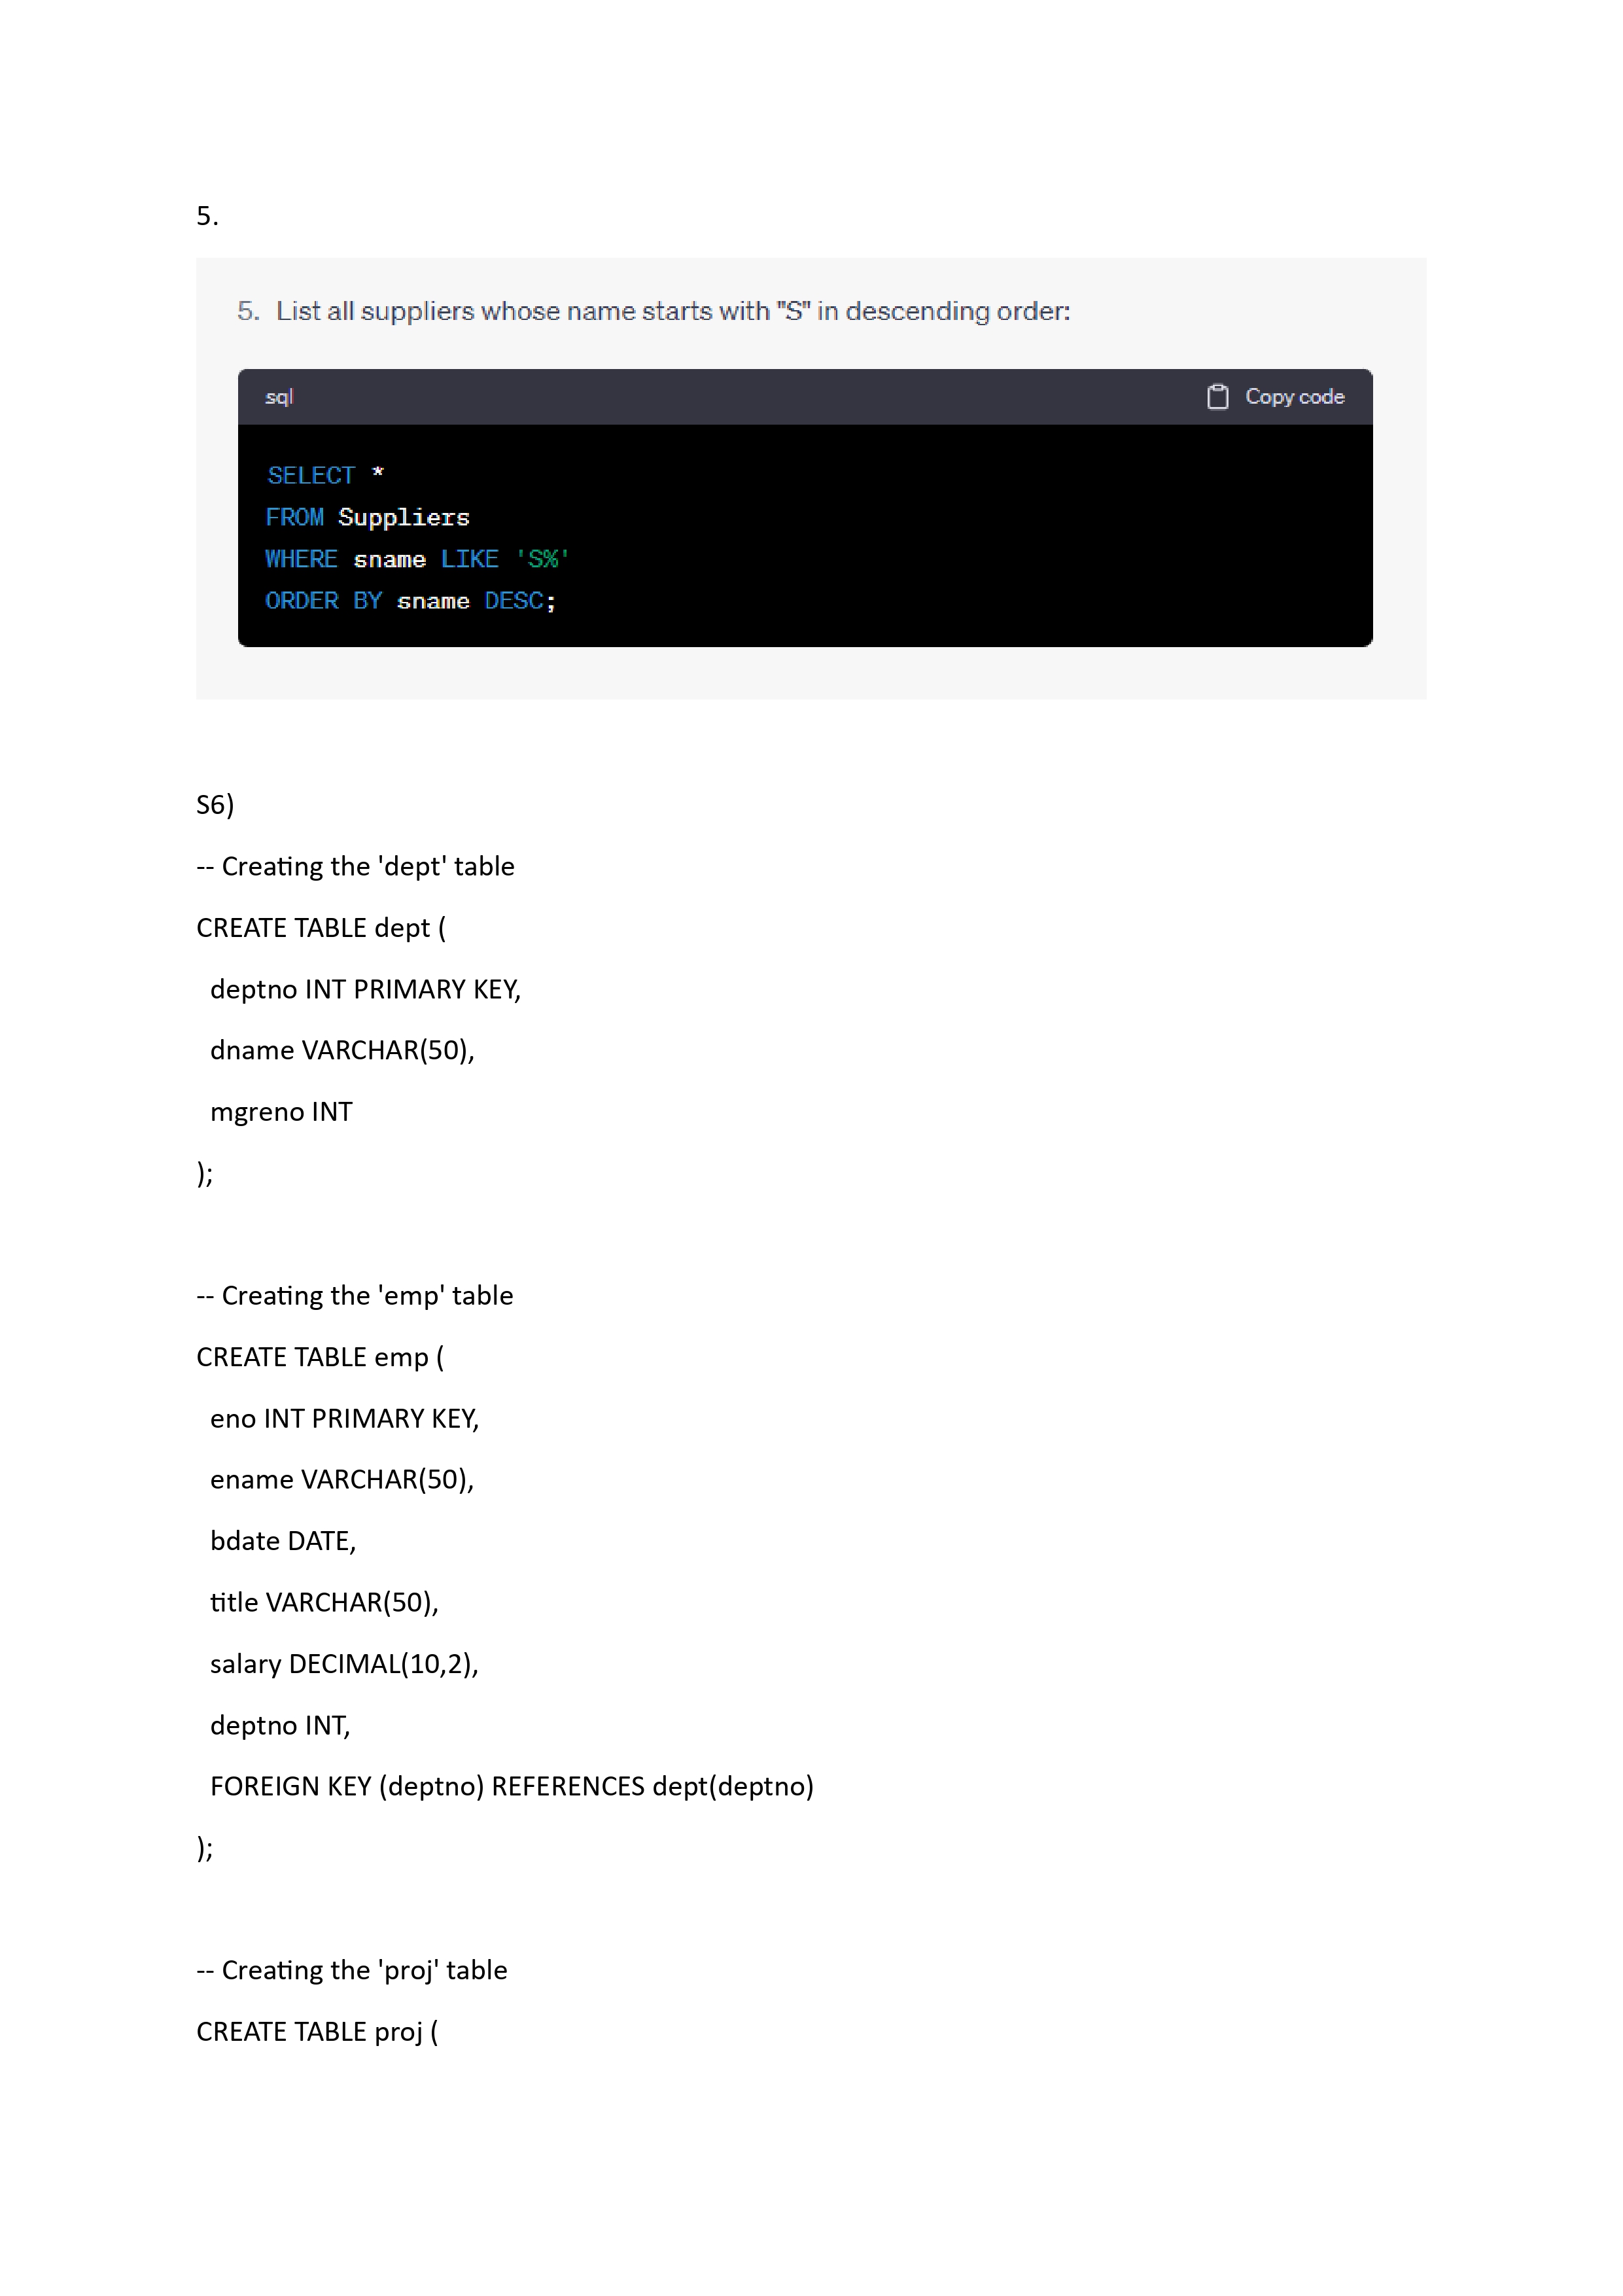 5.
5. List all suppliers whose name starts with "S" in descending order:
sql Copy code
SELECT *
FROM Suppliers
WHERE sname LIKE 'S%'
ORDER BY sname DESC;
S6)
-- Creating the 'dept' table
CREATE TABLE dept (
deptno INT PRIMARY KEY,
dname VARCHAR(50),
mgreno INT
);
-- Creating the 'emp' table
CREATE TABLE emp (
eno INT PRIMARY KEY,
ename VARCHAR(50),
bdate DATE,
title VARCHAR(50),
salary DECIMAL(10,2),
deptno INT,
FOREIGN KEY (deptno) REFERENCES dept(deptno)
);
-- Creating the 'proj' table
CREATE TABLE proj (